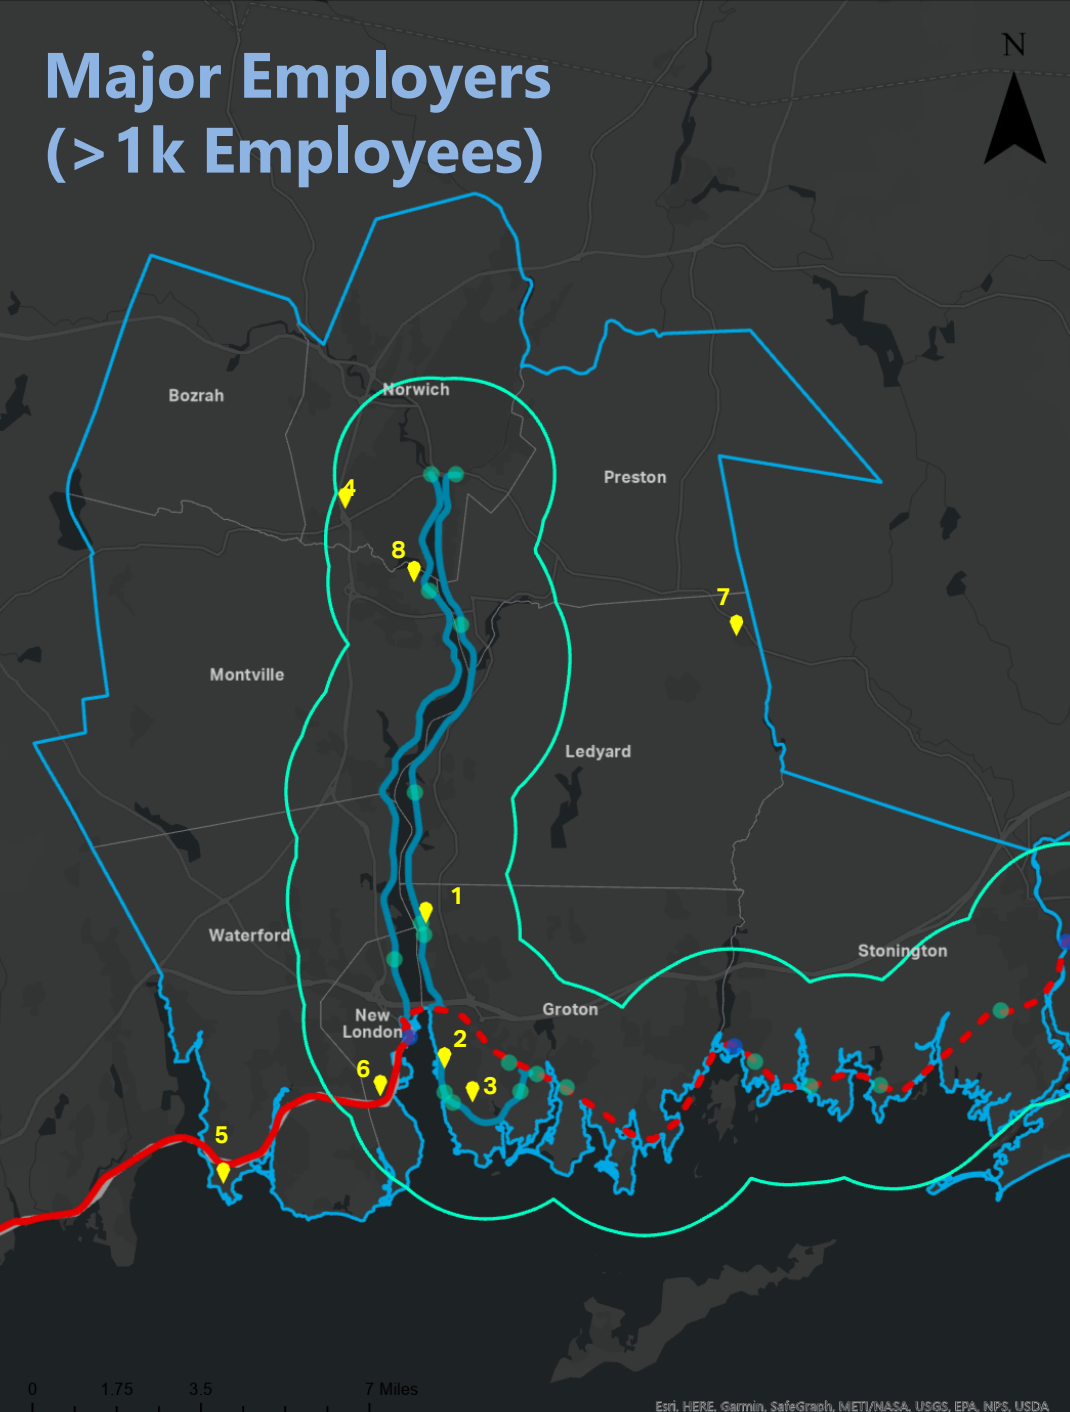 Major Employers
(>1k Employees)
N
Norwich
Bozrah
Preston
4
8
7
Montville
Ledyard
1
Waterford
Stonington
Groton
New
London
2
6
3
5
0 1.75 3.5 7 Miles
Esri, HERE, Garmin, SafeGraph, METI/NASA, USGS, EPA, NPS, USDA